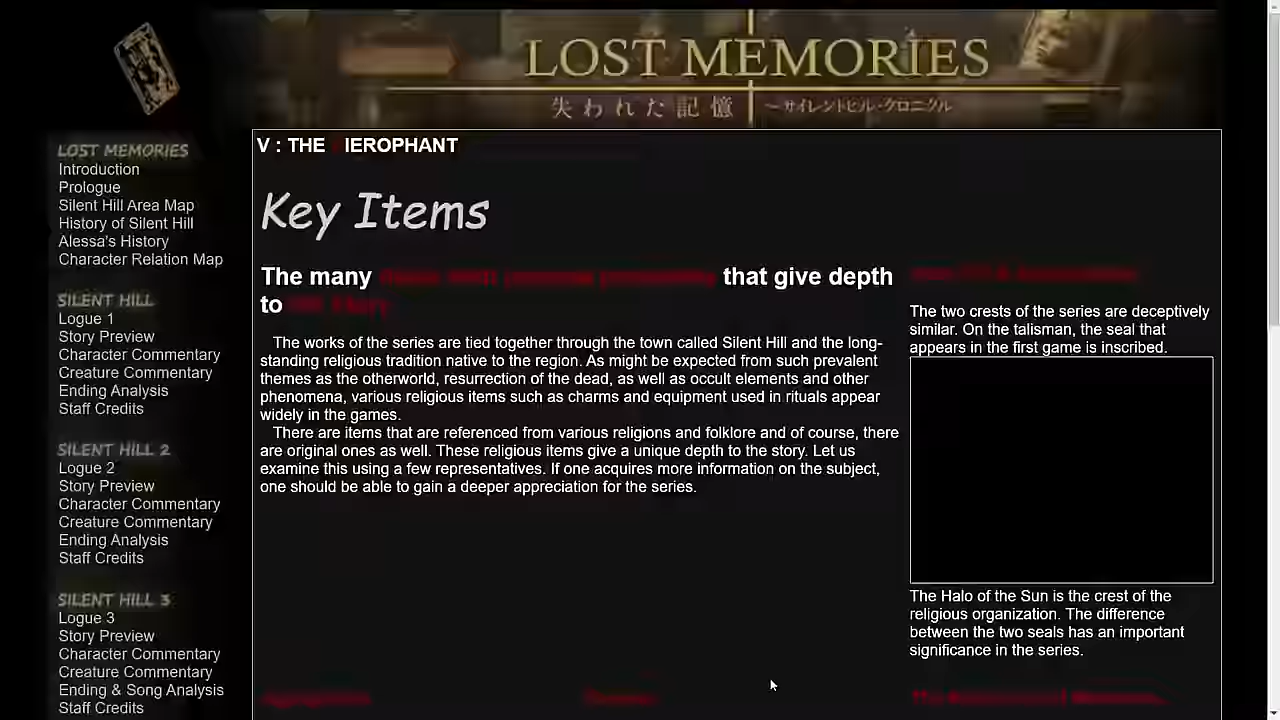 LOST MEMORIES
失われた記憶 ～サイレントヒル・クロニクル
LOST MEMORIES
Introduction
Prologue
Silent Hill Area Map
History of Silent Hill
Alessa's History
Character Relation Map
SILENT HILL
Logue 1
Story Preview
Character Commentary
Creature Commentary
Ending Analysis
Staff Credits
SILENT HILL 2
Logue 2
Story Preview
Character Commentary
Creature Commentary
Ending Analysis
Staff Credits
SILENT HILL 3
Logue 3
Story Preview
Character Commentary
Creature Commentary
Ending & Song Analysis
Staff Credits
V : THE IEROPHANT
Key Items
The many that give depth
to
The works of the series are tied together through the town called Silent Hill and the long-
standing religious tradition native to the region. As might be expected from such prevalent
themes as the otherworld, resurrection of the dead, as well as occult elements and other
phenomena, various religious items such as charms and equipment used in rituals appear
widely in the games.
There are items that are referenced from various religions and folklore and of course, there
are original ones as well. These religious items give a unique depth to the story. Let us
examine this using a few representatives. If one acquires more information on the subject,
one should be able to gain a deeper appreciation for the series.
The two crests of the series are deceptively
similar. On the talisman, the seal that
appears in the first game is inscribed.
The Halo of the Sun is the crest of the
religious organization. The difference
between the two seals has an important
significance in the series.